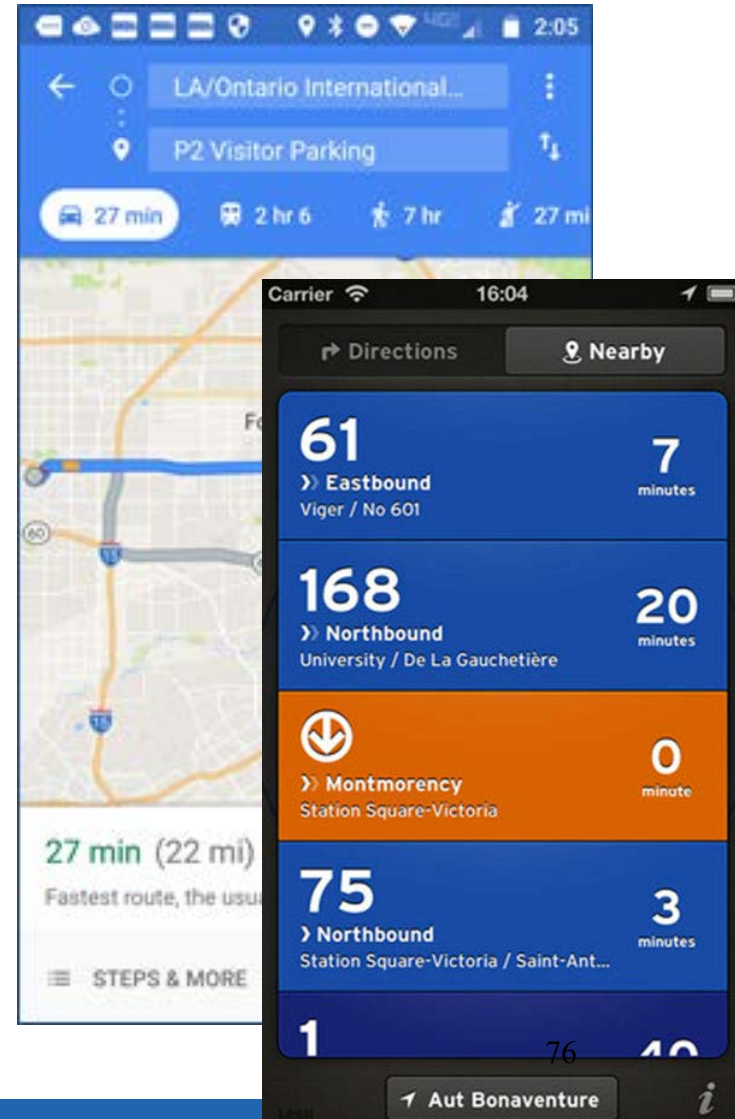 2:05
LA/Ontario International...
P2 Visitor Parking
27 min 2 hr 6 7 hr 27 mi
60
15
15
27 min (22 mi)
Fastest route, the usua
STEPS & MORE
Carrier 16:04
Directions Nearby
61 7
Eastbound minutes
Viger / No 601
168 20
Northbound minutes
University / De La Gauchetière
Montmorency 0
Station Square-Victoria minute
75 3
Northbound minutes
Station Square-Victoria / Saint-Ant...
1 40
76
Aut Bonaventure i